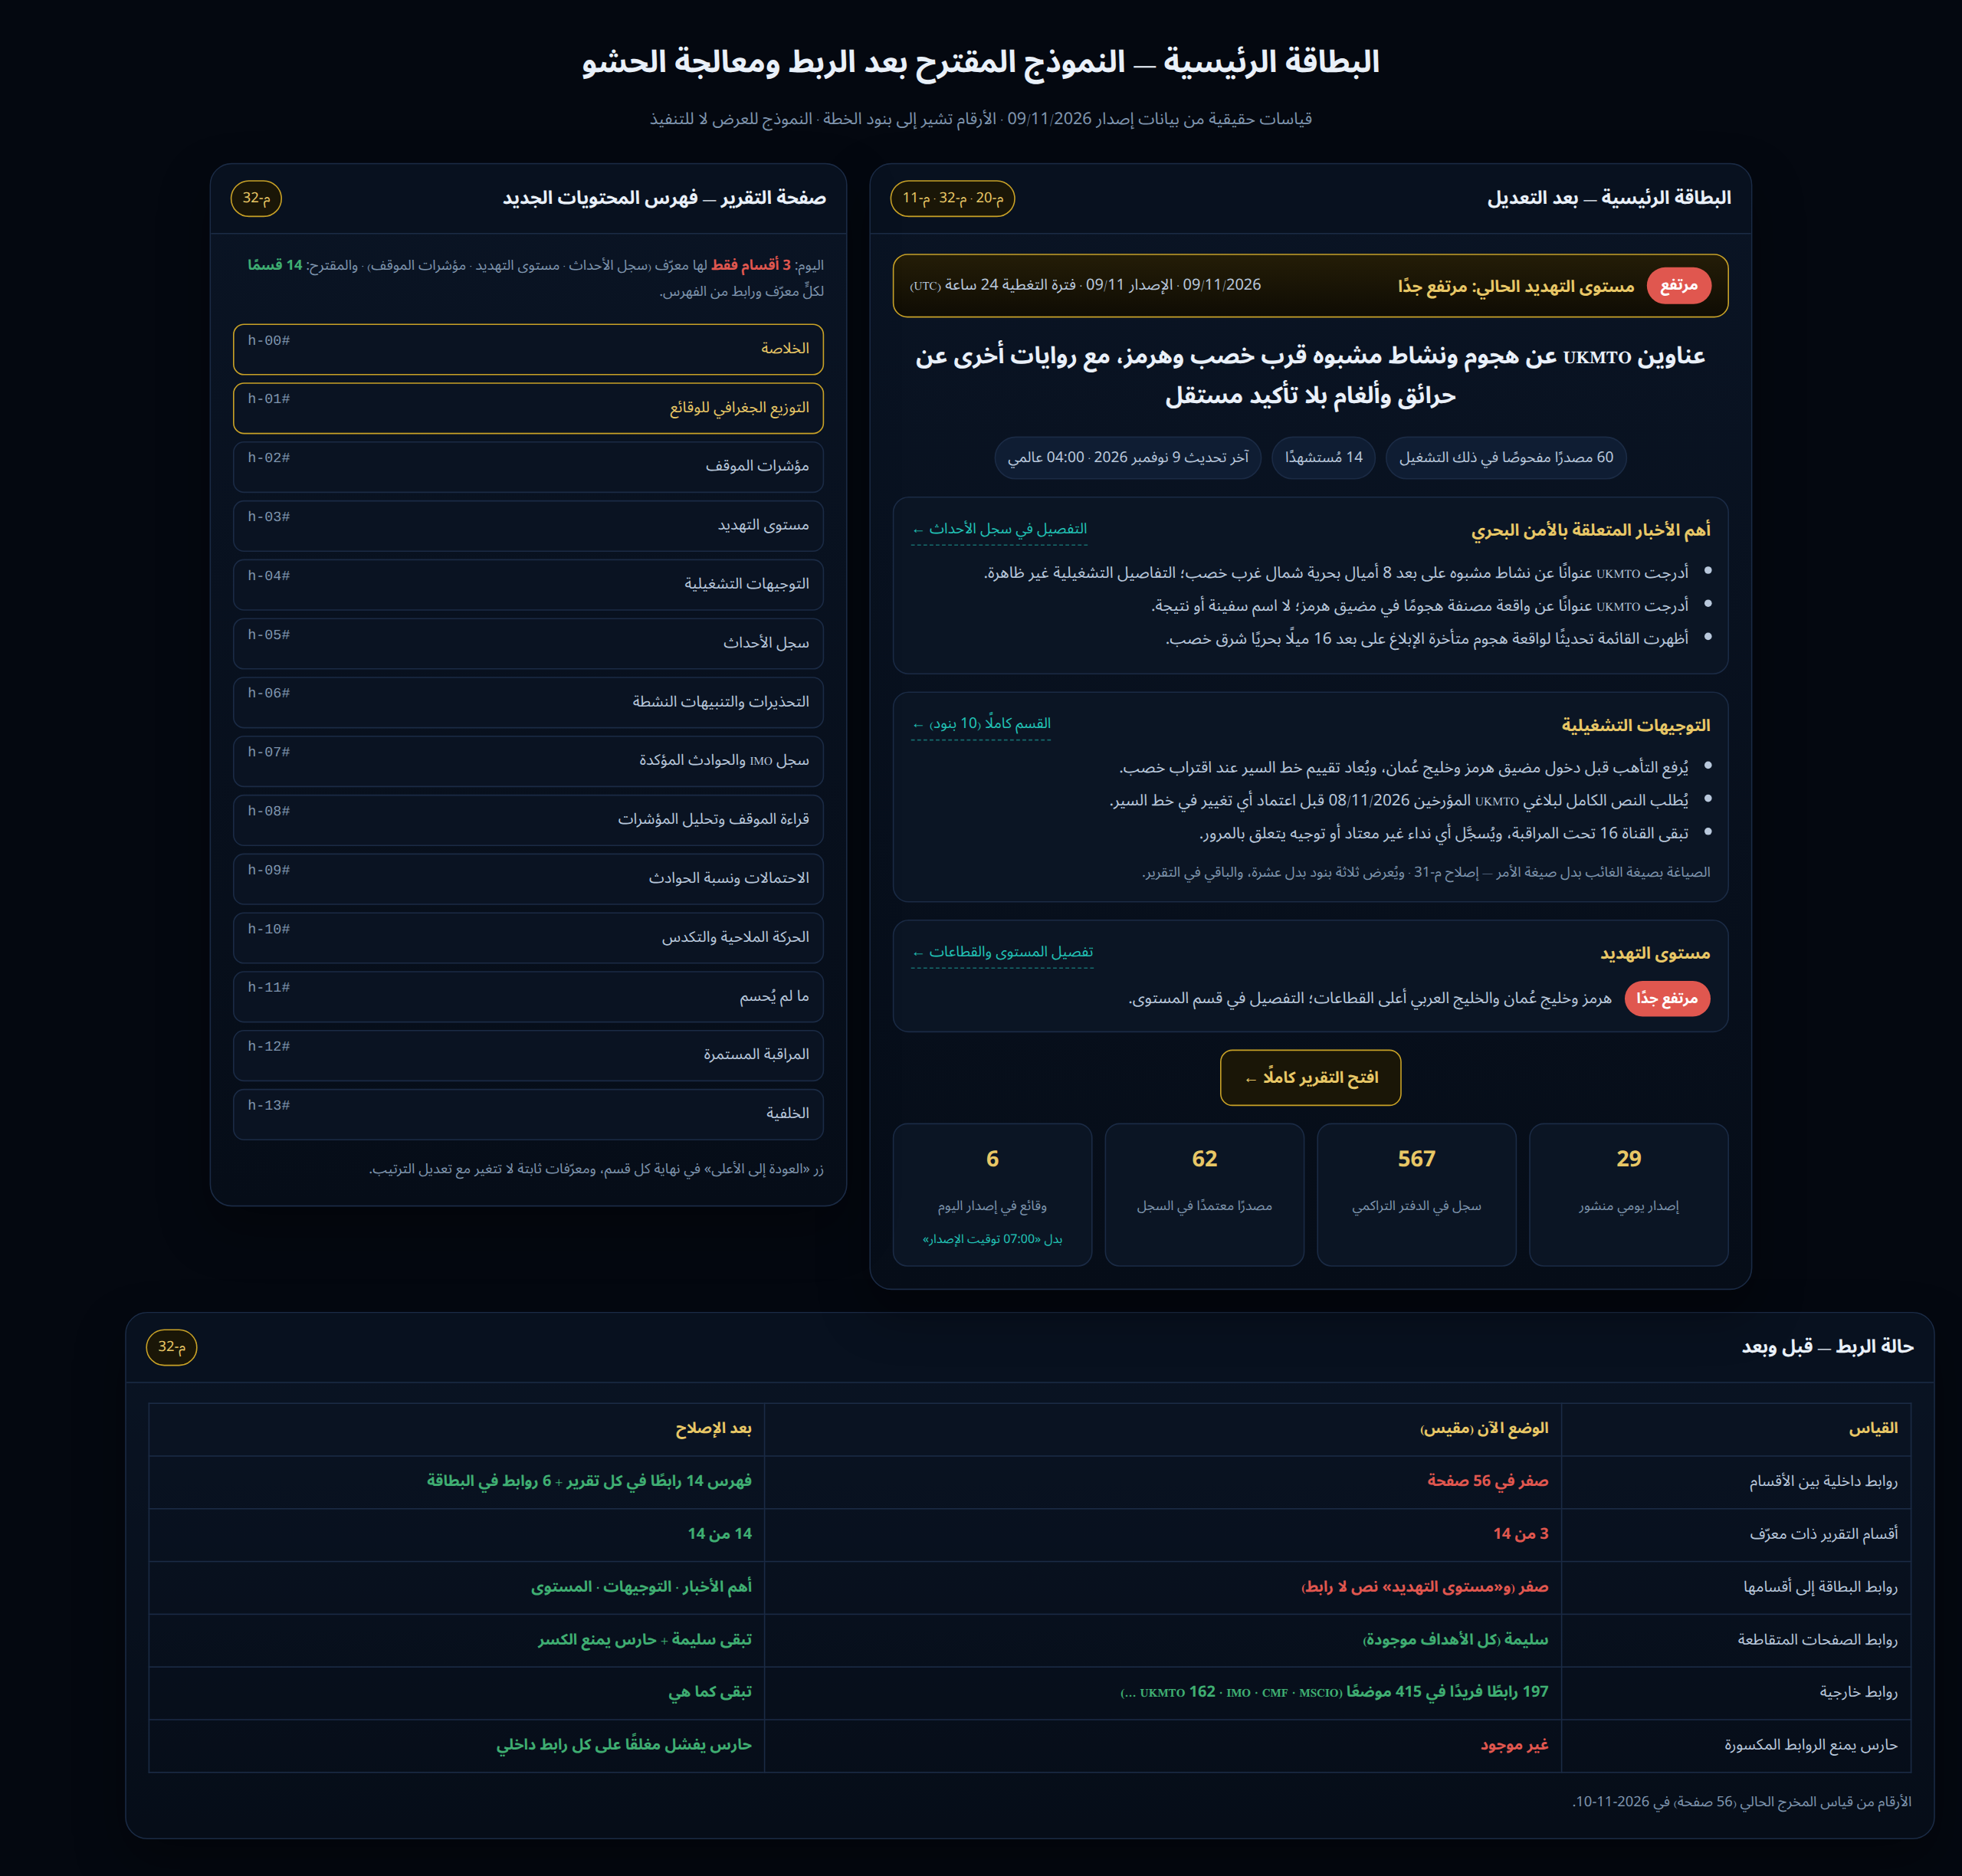 البطاقة الرئيسية — النموذج المقترح بعد الربط ومعالجة الحشو
قياسات حقيقية من بيانات إصدار 09/11/2026 · الأرقام تشير إلى بنود الخطة · النموذج للعرض لا للتنفيذ
البطاقة الرئيسية — بعد التعديل
م-20 · م-32 · م-11
مرتفع
مستوى التهديد الحالي: مرتفع جدًا
09/11/2026 · الإصدار 09/11 · فترة التغطية 24 ساعة (UTC)
عناوين UKMTO عن هجوم ونشاط مشبوه قرب خصب وهرمز، مع روايات أخرى عن
حرائق وألغام بلا تأكيد مستقل
60 مصدرًا مفحوصًا في ذلك التشغيل
14 مُستشهدًا
آخر تحديث 9 نوفمبر 2026 · 04:00 عالمي
أهم الأخبار المتعلقة بالأمن البحري
التفصيل في سجل الأحداث ←
• أدرجت UKMTO عنوانًا عن نشاط مشبوه على بعد 8 أميال بحرية شمال غرب خصب؛ التفاصيل التشغيلية غير ظاهرة.
• أدرجت UKMTO عنوانًا عن واقعة مصنفة هجومًا في مضيق هرمز؛ لا اسم سفينة أو نتيجة.
• أظهرت القائمة تحديثًا لواقعة هجوم متأخرة الإبلاغ على بعد 16 ميلًا بحريًا شرق خصب.
التوجيهات التشغيلية
القسم كاملًا (10 بنود) ←
• يُرفع التأهب قبل دخول مضيق هرمز وخليج عُمان، ويُعاد تقييم خط السير عند اقتراب خصب.
• يُطلب النص الكامل لبلاغي UKMTO المؤرخين 08/11/2026 قبل اعتماد أي تغيير في خط السير.
• تبقى القناة 16 تحت المراقبة، ويُسجَّل أي نداء غير معتاد أو توجيه يتعلق بالمرور.
الصياغة بصيغة الغائب بدل صيغة الأمر — إصلاح م-31 · ويُعرض ثلاثة بنود بدل عشرة، والباقي في التقرير.
مستوى التهديد
تفصيل المستوى والقطاعات ←
مرتفع جدًا
هرمز وخليج عُمان والخليج العربي أعلى القطاعات؛ التفصيل في قسم المستوى.
افتح التقرير كاملًا ←
29
إصدار يومي منشور
567
سجل في الدفتر التراكمي
62
مصدرًا معتمدًا في السجل
6
وقائع في إصدار اليوم
بدل «07:00 توقيت الإصدار»
صفحة التقرير — فهرس المحتويات الجديد
م-32
اليوم: 3 أقسام فقط لها معرّف (سجل الأحداث · مستوى التهديد · مؤشرات الموقف) · والمقترح: 14 قسمًا
لكلٍّ معرّف ورابط من الفهرس.
الخلاصة
h-00#
التوزيع الجغرافي للوقائع
h-01#
مؤشرات الموقف
h-02#
مستوى التهديد
h-03#
التوجيهات التشغيلية
h-04#
سجل الأحداث
h-05#
التحذيرات والتنبيهات النشطة
h-06#
سجل IMO والحوادث المؤكدة
h-07#
قراءة الموقف وتحليل المؤشرات
h-08#
الاحتمالات ونسبة الحوادث
h-09#
الحركة الملاحية والتكدس
h-10#
ما لم يُحسم
h-11#
المراقبة المستمرة
h-12#
الخلفية
h-13#
زر «العودة إلى الأعلى» في نهاية كل قسم، ومعرّفات ثابتة لا تتغير مع تعديل الترتيب.
حالة الربط — قبل وبعد
م-32
القياس
الوضع الآن (مقيس)
بعد الإصلاح
روابط داخلية بين الأقسام
صفر في 56 صفحة
فهرس 14 رابطًا في كل تقرير + 6 روابط في البطاقة
أقسام التقرير ذات معرّف
3 من 14
14 من 14
روابط البطاقة إلى أقسامها
صفر (و«مستوى التهديد» نص لا رابط)
أهم الأخبار · التوجيهات · المستوى
روابط الصفحات المتقاطعة
سليمة (كل الأهداف موجودة)
تبقى سليمة + حارس يمنع الكسر
روابط خارجية
197 رابطًا فريدًا في 415 موضعًا (UKMTO 162 · IMO · CMF · MSCIO …)
تبقى كما هي
حارس يمنع الروابط المكسورة
غير موجود
حارس يفشل مغلقًا على كل رابط داخلي
الأرقام من قياس المخرج الحالي (56 صفحة) في 2026-11-10.